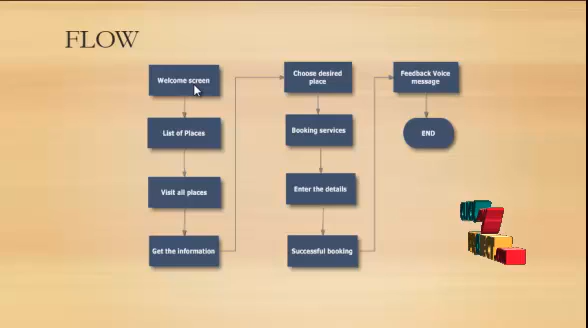 FLOW
Welcome screen
List of Places
Visit all places
Get the information
Choose desired
place
Booking services
Enter the details
Successful booking
Feedback Voice
message
END